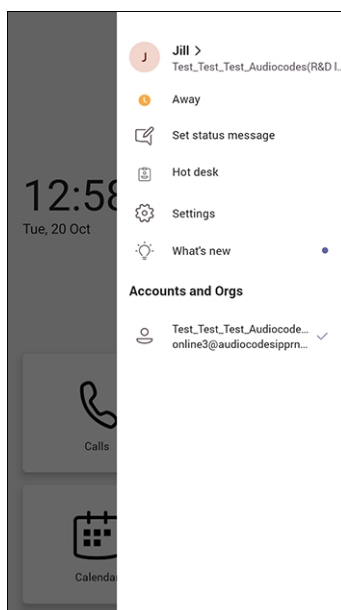 J
Jill >
Test_Test_Test_Audiocodes(R&D l...
Away
Set status message
Hot desk
Settings
What's new
Accounts and Orgs
Test_Test_Test_Audiocode...
online3@audiocodesipprn...
12:58
Tue, 20 Oct
Calls
Calendar